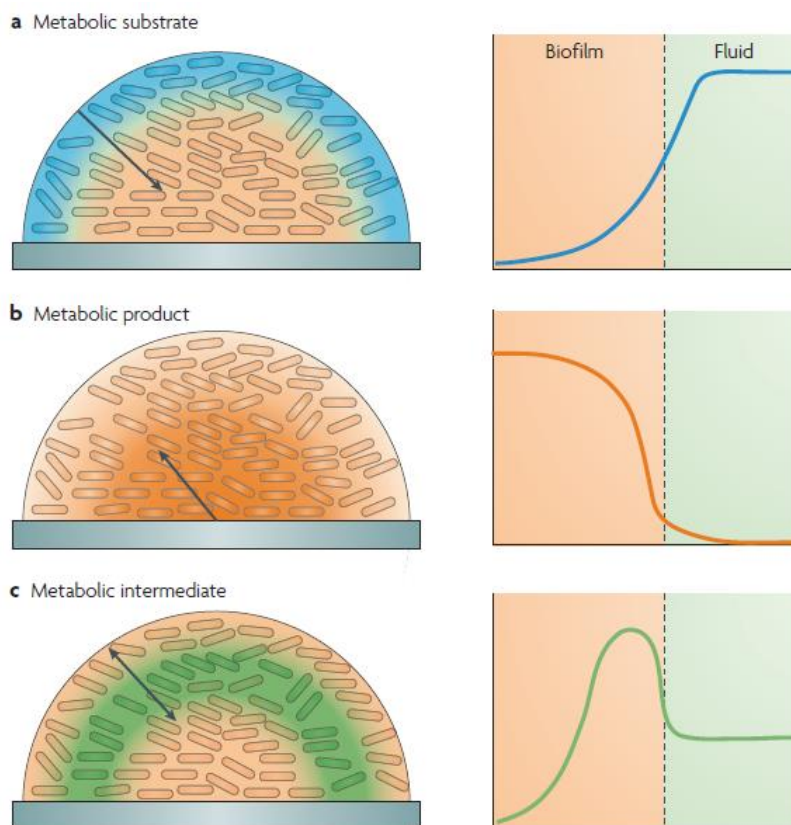 a Metabolic substrate
Biofilm Fluid
b Metabolic product
c Metabolic intermediate